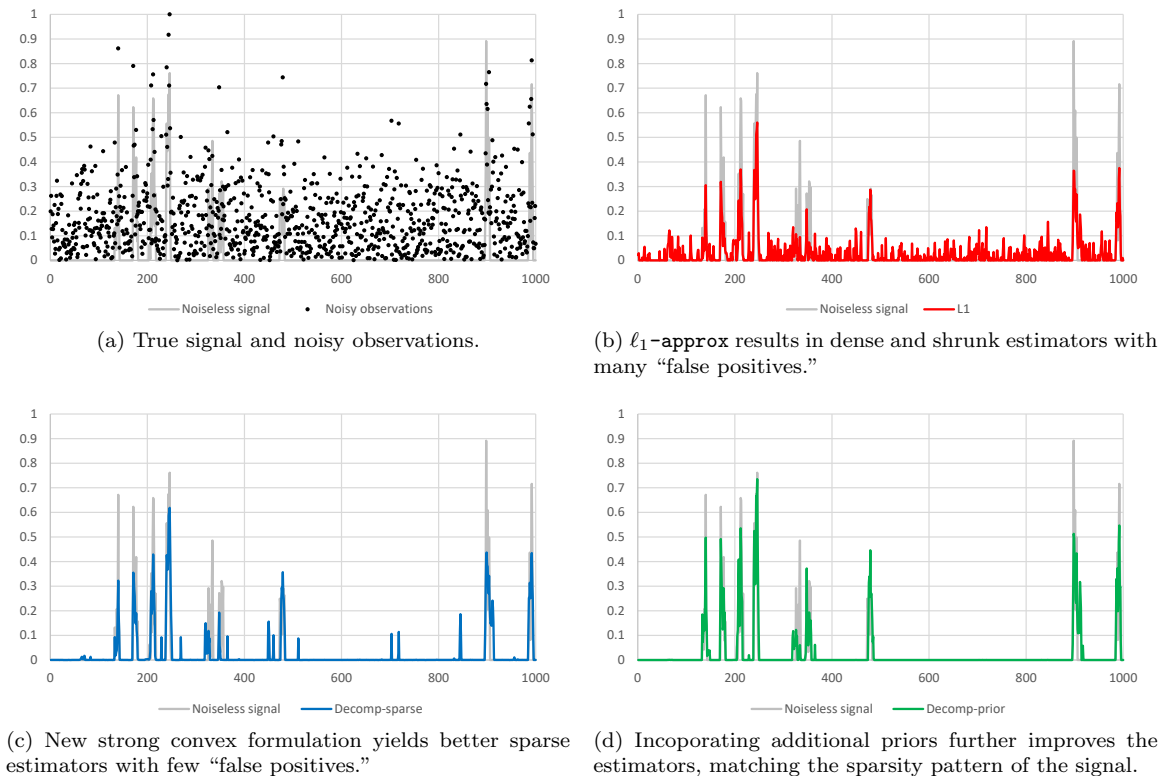 1
0.9
0.8
0.7
0.6
0.5
0.4
0.3
0.2
0.1
0
0 200 400 600 800 1000
Noiseless signal Noisy observations
(a) True signal and noisy observations.
1
0.9
0.8
0.7
0.6
0.5
0.4
0.3
0.2
0.1
0
0 200 400 600 800 1000
Noiseless signal L1
(b) ℓ1-approx results in dense and shrunk estimators with
many “false positives.”
1
0.9
0.8
0.7
0.6
0.5
0.4
0.3
0.2
0.1
0
0 200 400 600 800 1000
Noiseless signal Decomp-sparse
(c) New strong convex formulation yields better sparse
estimators with few “false positives.”
1
0.9
0.8
0.7
0.6
0.5
0.4
0.3
0.2
0.1
0
0 200 400 600 800 1000
Noiseless signal Decomp-prior
(d) Incoporating additional priors further improves the
estimators, matching the sparsity pattern of the signal.